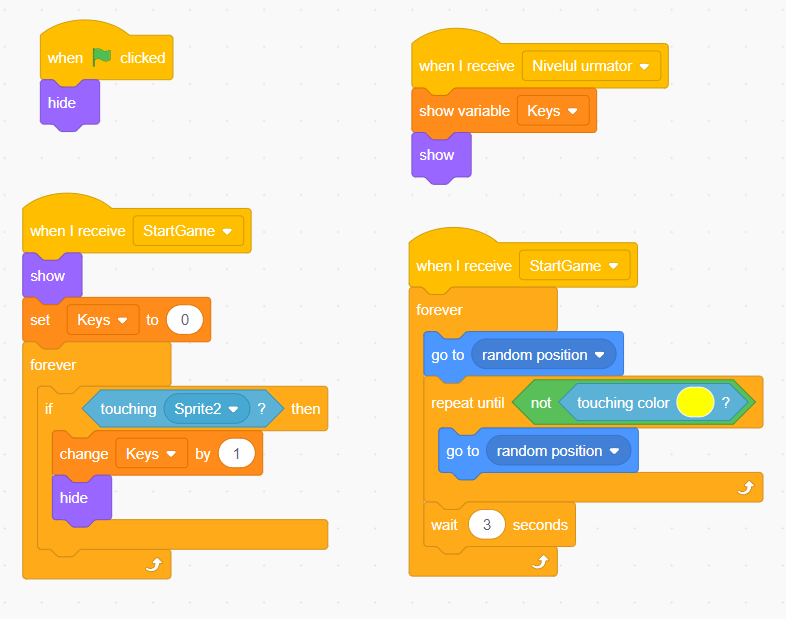 when clicked
hide
when I receive Nivelul urmator
show variable Keys
show
when I receive StartGame
show
set Keys to 0
forever
if touching Sprite2 ? then
change Keys by 1
hide
when I receive StartGame
forever
go to random position
repeat until not touching color ?
go to random position
wait 3 seconds